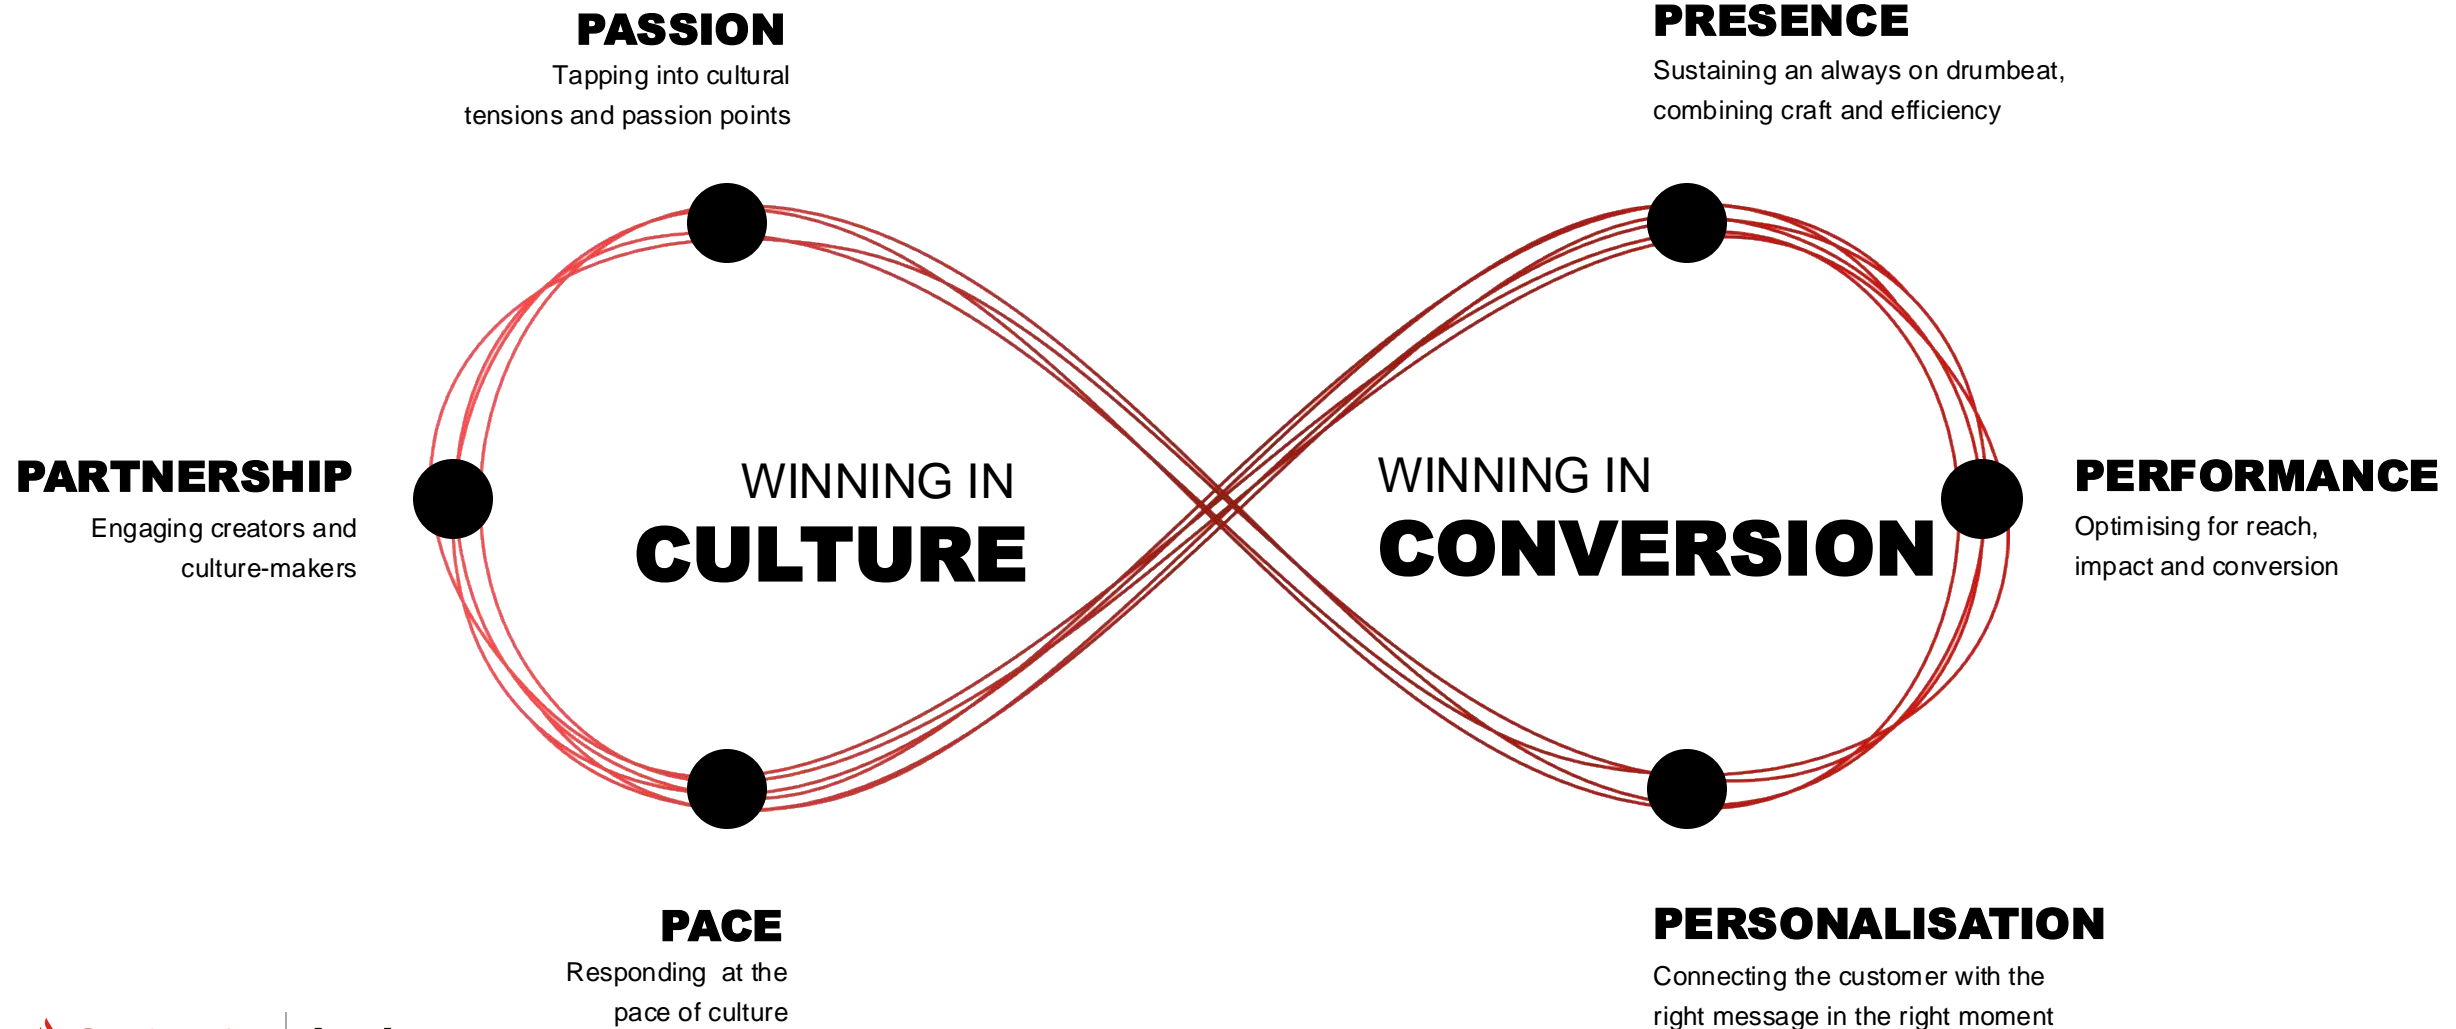 PASSION
Tapping into cultural
tensions and passion points
PRESENCE
Sustaining an always on drumbeat,
combining craft and efficiency
PARTNERSHIP
Engaging creators and
culture-makers
WINNING IN
CULTURE
WINNING IN
CONVERSION
PERFORMANCE
Optimising for reach,
impact and conversion
PACE
Responding  at the
pace of culture
PERSONALISATION
Connecting the customer with the
right message in the right moment